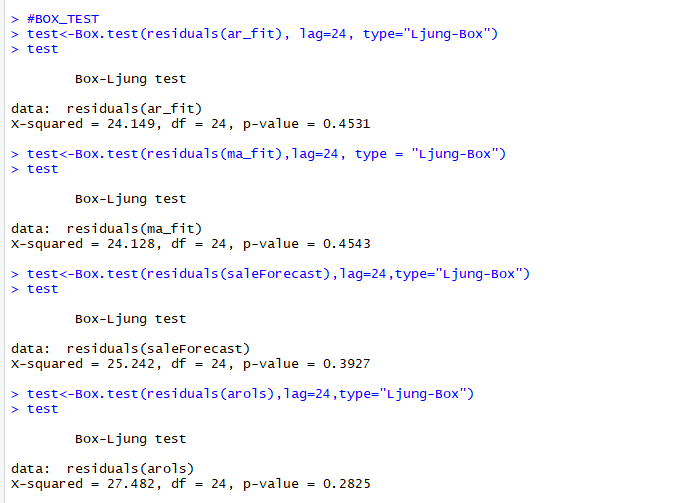 > #BOX_TEST
> test<-Box.test(residuals(ar_fit), lag=24, type="Ljung-Box")
> test
Box-Ljung test
data:  residuals(ar_fit)
X-squared = 24.149, df = 24, p-value = 0.4531
> test<-Box.test(residuals(ma_fit),lag=24, type = "Ljung-Box")
> test
Box-Ljung test
data:  residuals(ma_fit)
X-squared = 24.128, df = 24, p-value = 0.4543
> test<-Box.test(residuals(saleForecast),lag=24,type="Ljung-Box")
> test
Box-Ljung test
data:  residuals(saleForecast)
X-squared = 25.242, df = 24, p-value = 0.3927
> test<-Box.test(residuals(arols),lag=24,type="Ljung-Box")
> test
Box-Ljung test
data:  residuals(arols)
X-squared = 27.482, df = 24, p-value = 0.2825